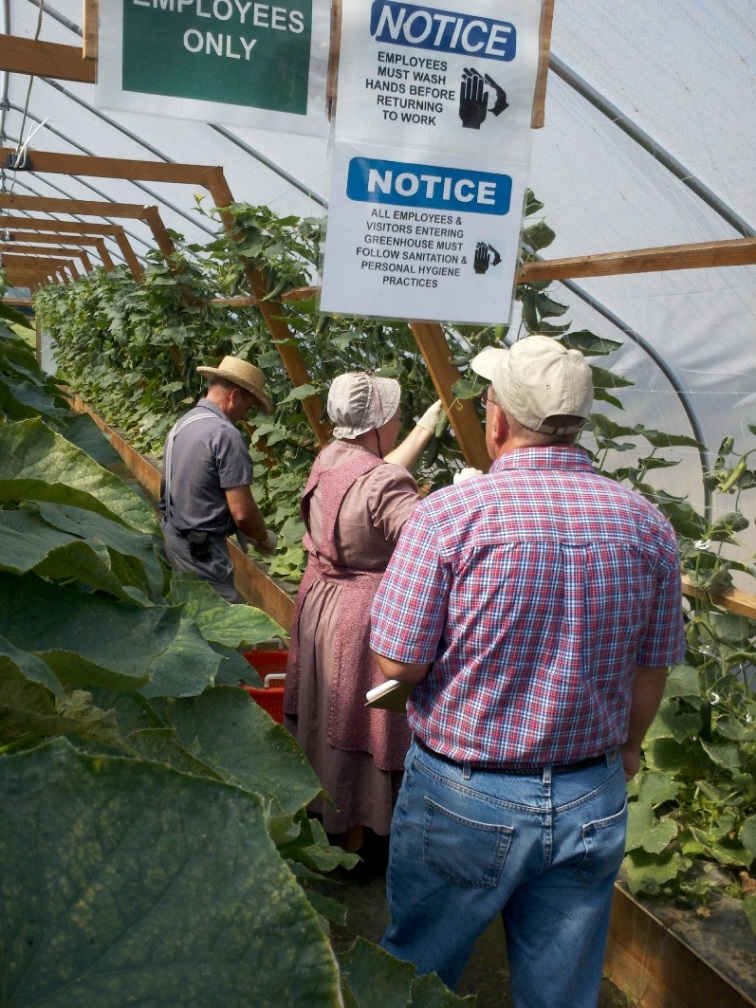 EMPLOYEES
ONLY
NOTICE
EMPLOYEES
MUST WASH
HANDS BEFORE
RETURNING
TO WORK
NOTICE
ALL EMPLOYEES &
VISITORS ENTERING
GREENHOUSE MUST
FOLLOW SANITATION &
PERSONAL HYGIENE
PRACTICES